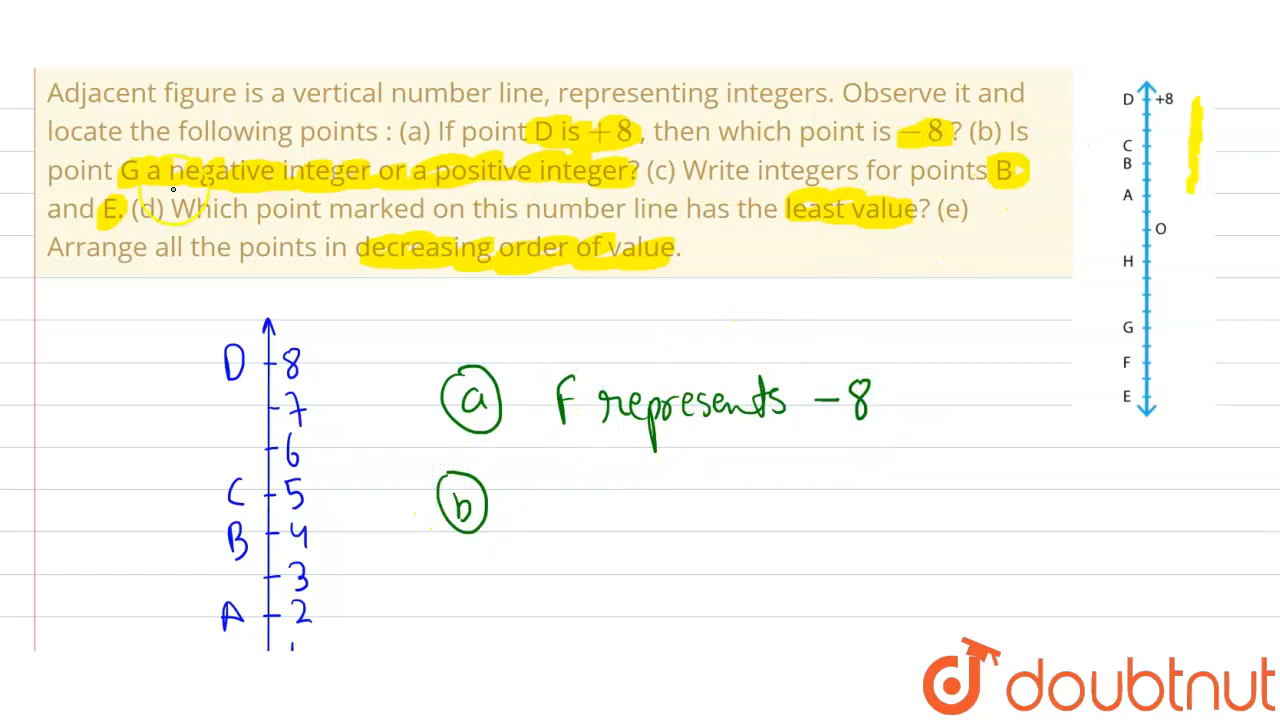 Adjacent figure is a vertical number line, representing integers. Observe it and
locate the following points : (a) If point D is +8, then which point is −8? (b) Is
point G a negative integer or a positive integer? (c) Write integers for points B
and E. (d) Which point marked on this number line has the least value? (e)
Arrange all the points in decreasing order of value.
D +8
C
B
A
O
H
G
F
E
D 8
7
6
C 5
B 4
3
A 2
a F represents −8
b
doubtnut